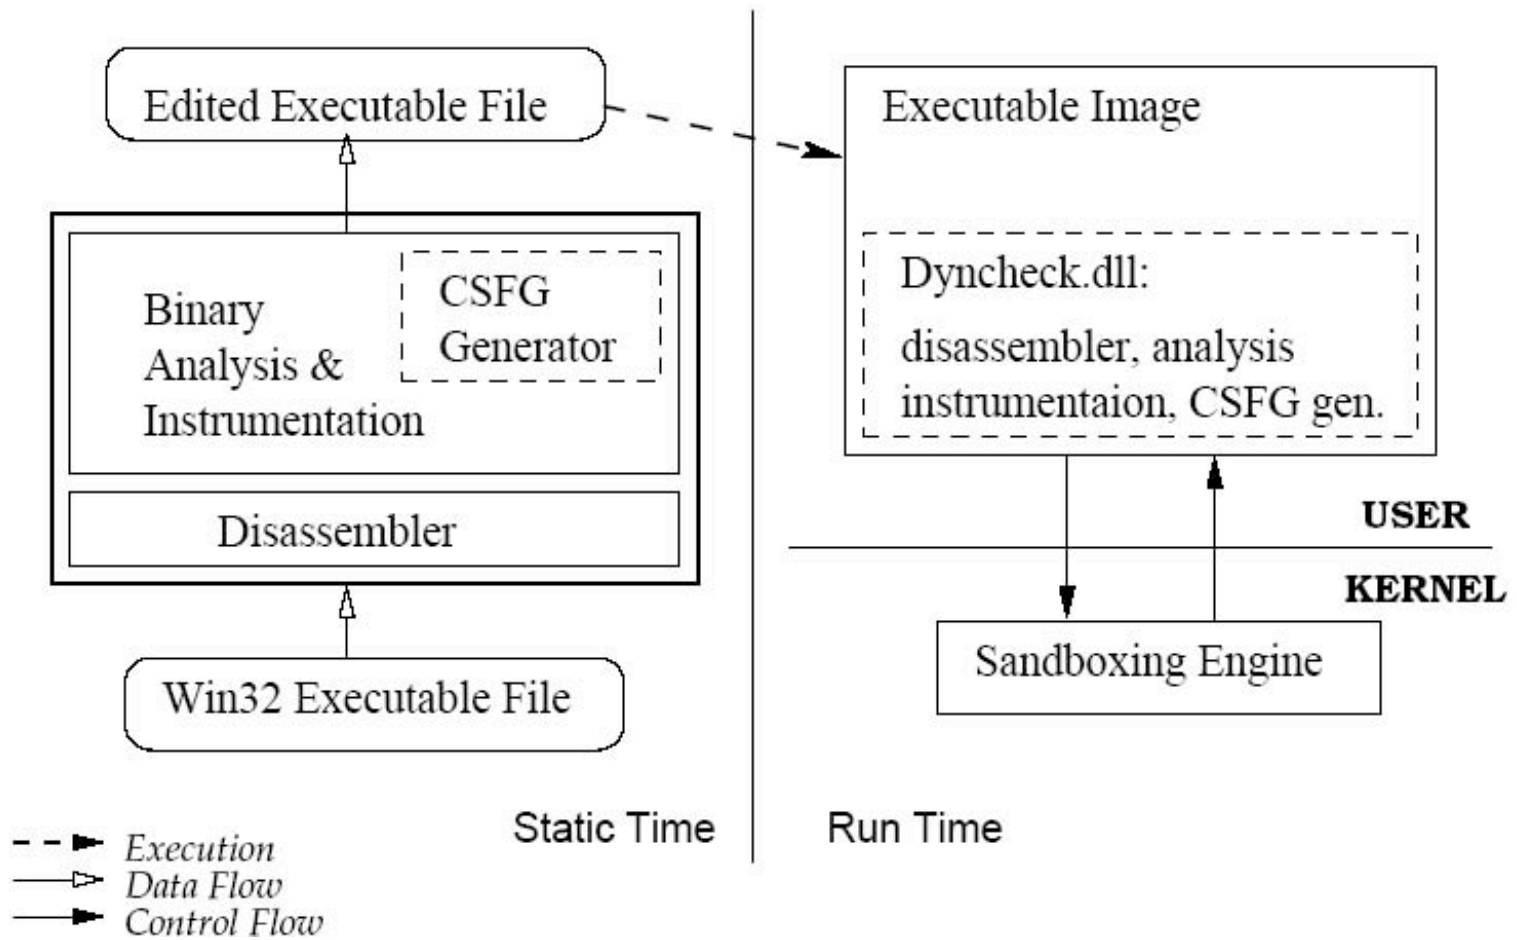 Edited Executable File
Binary
Analysis &
Instrumentation
CSFG
Generator
Disassembler
Win32 Executable File
Static Time
Executable Image
Dyncheck.dll:
disassembler, analysis
instrumentaion, CSFG gen.
USER
KERNEL
Sandboxing Engine
Run Time
Execution
Data Flow
Control Flow